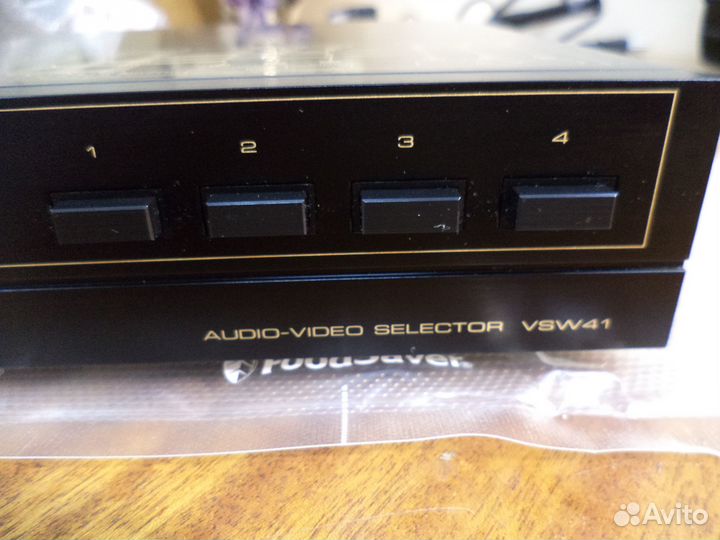 1 2 3 4
AUDIO-VIDEO SELECTOR VSW41
FoodSaver
Avito